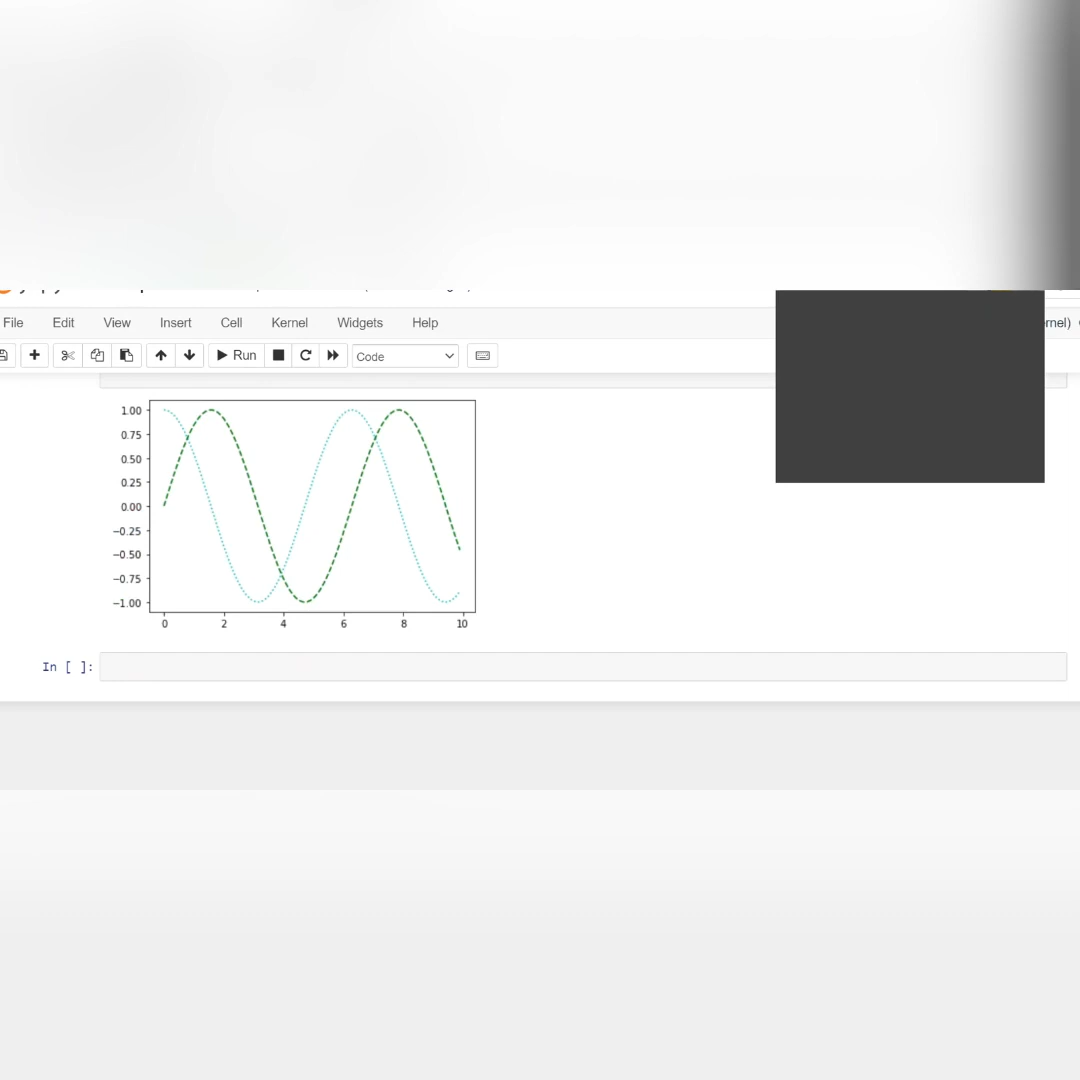 File Edit View Insert Cell Kernel Widgets Help rnel)
Run Code
1.00
0.75
0.50
0.25
0.00
−0.25
−0.50
−0.75
−1.00
0 2 4 6 8 10
In [ ]: